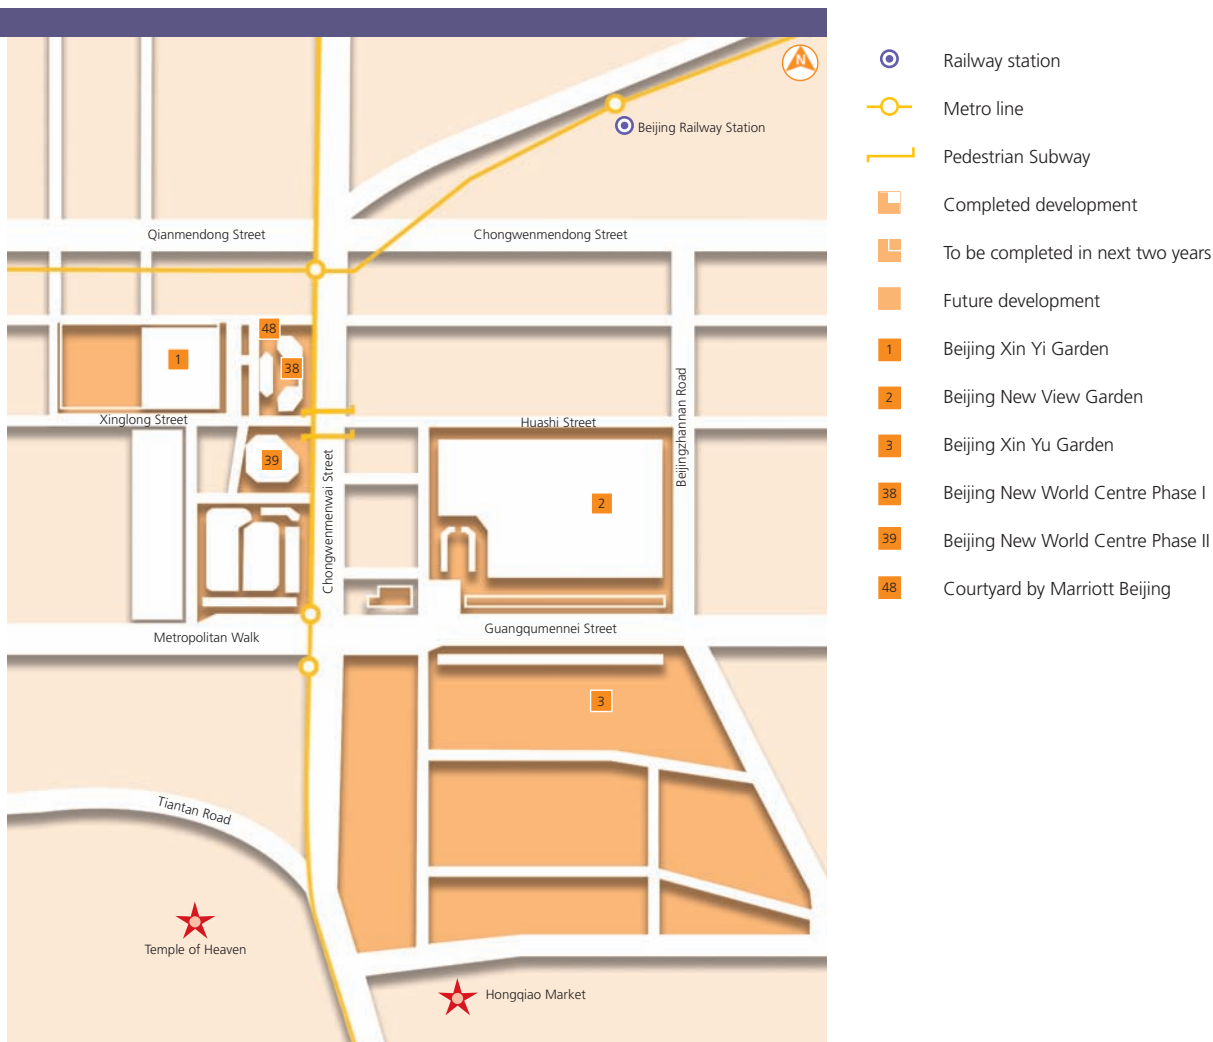 N
Beijing Railway Station
Qianmendong Street
Chongwenmendong Street
48
1
38
Xinglong Street
Huashi Street
Beijingzhannan Road
39
Chongwenmenwai Street
2
Metropolitan Walk
Guangqumennei Street
3
Tiantan Road
Temple of Heaven
Hongqiao Market
Railway station
Metro line
Pedestrian Subway
Completed development
To be completed in next two years
Future development
1 Beijing Xin Yi Garden
2 Beijing New View Garden
3 Beijing Xin Yu Garden
38 Beijing New World Centre Phase I
39 Beijing New World Centre Phase II
48 Courtyard by Marriott Beijing